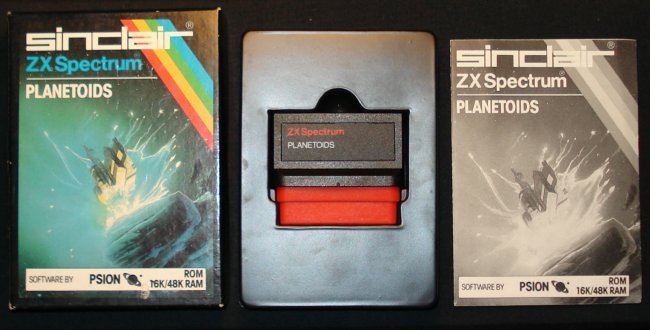 sinclair®
ZX Spectrum®
PLANETOIDS
SOFTWARE BY PSION ROM
16K/48K RAM
ZX Spectrum
PLANETOIDS
sinclair®
ZX Spectrum®
PLANETOIDS
SOFTWARE BY PSION ROM
16K/48K RAM